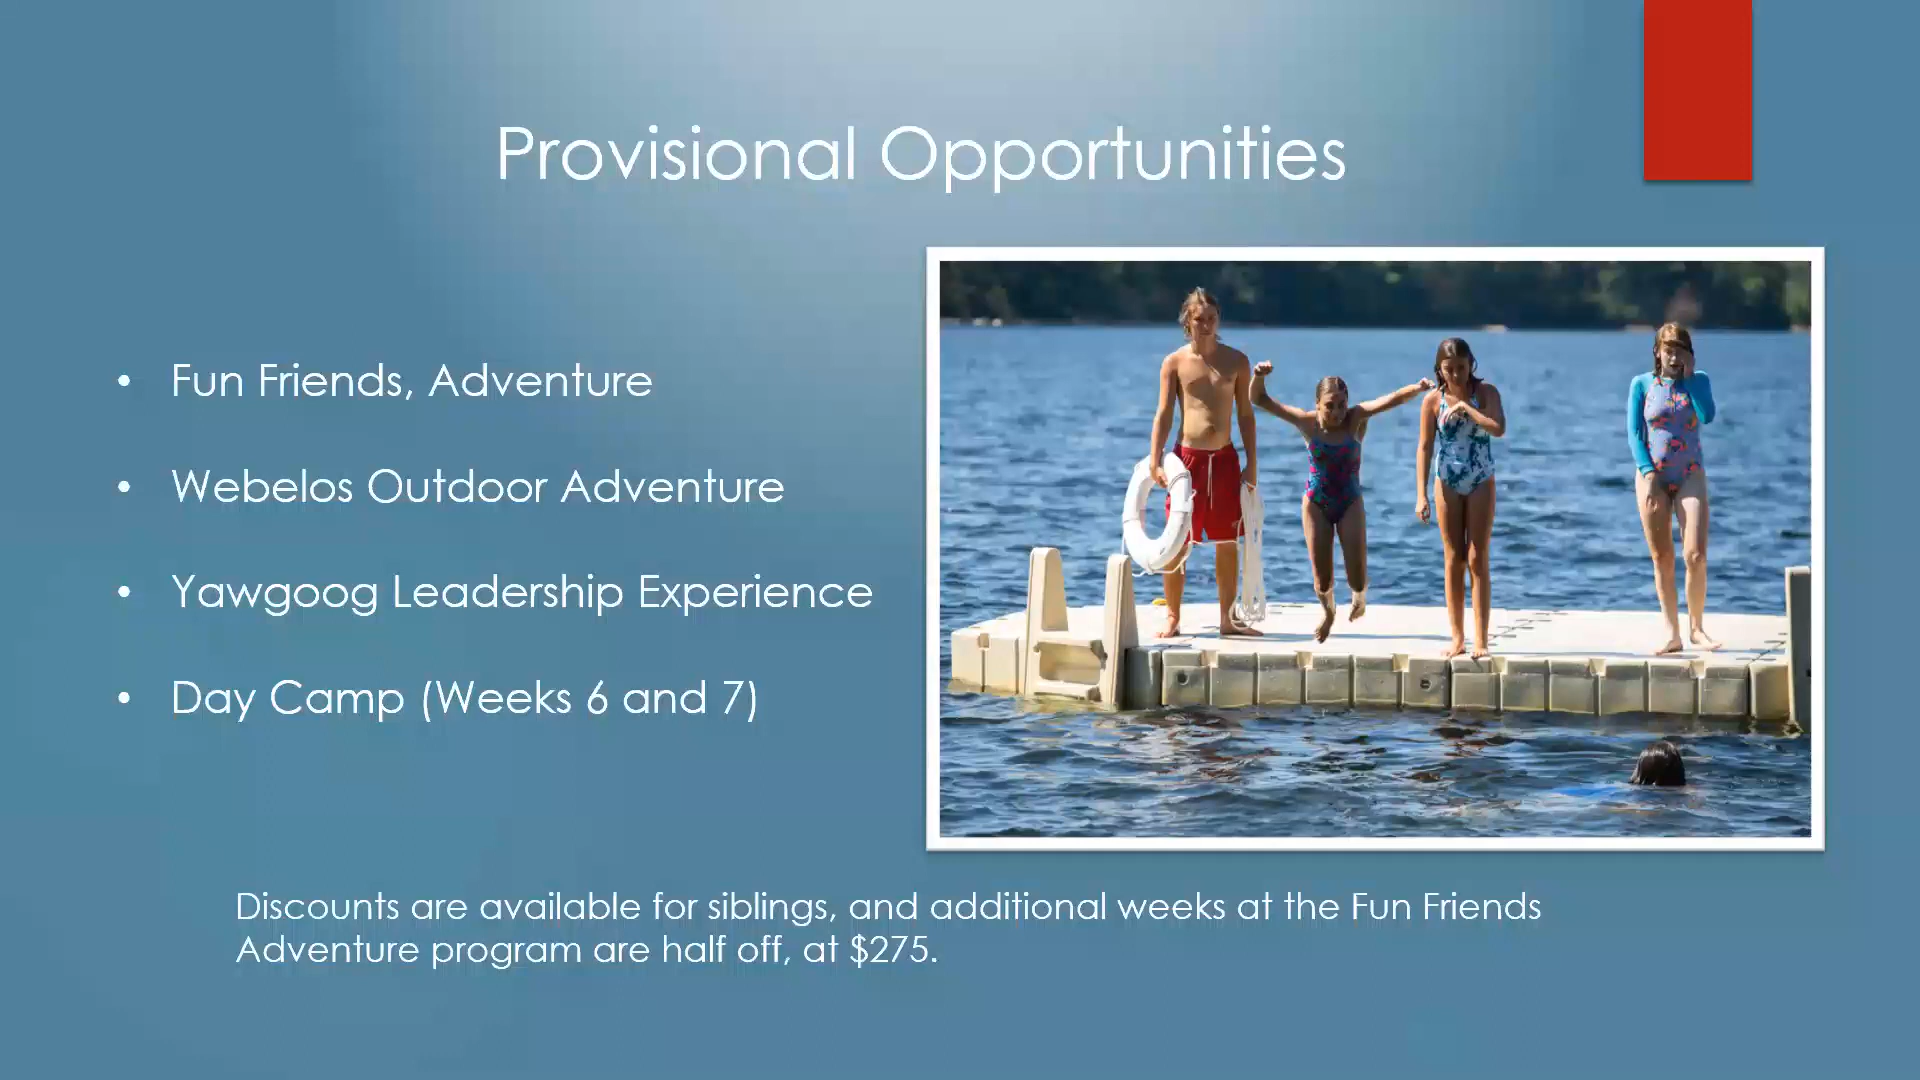 Provisional Opportunities
• Fun Friends, Adventure
• Webelos Outdoor Adventure
• Yawgoog Leadership Experience
• Day Camp (Weeks 6 and 7)
Discounts are available for siblings, and additional weeks at the Fun Friends
Adventure program are half off, at $275.